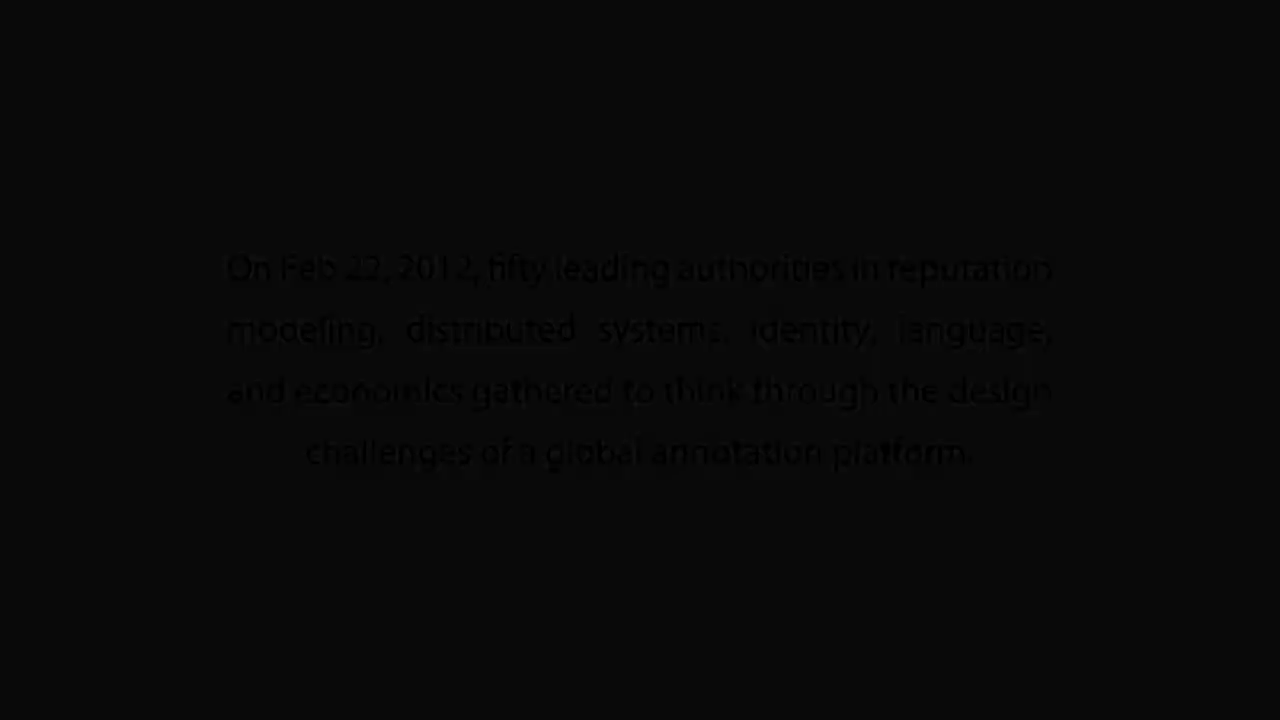 On Feb 22, 2012, fifty leading authorities in reputation
modeling, distributed systems, identity, language,
and economics gathered to think through the design
challenges of a global annotation platform.